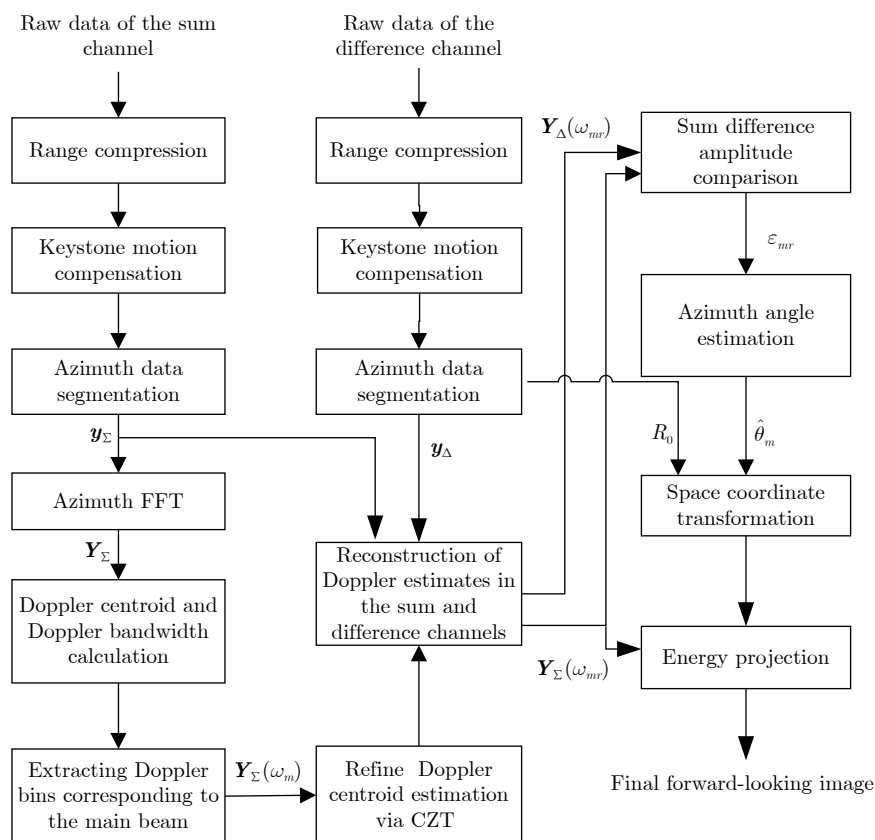 Raw data of the sum
channel
Range compression
Keystone motion
compensation
Azimuth data
segmentation
y_Σ
Azimuth FFT
Y_Σ
Doppler centroid and
Doppler bandwidth
calculation
Extracting Doppler
bins corresponding to
the main beam
Y_Σ(ω_m)
Raw data of the
difference channel
Range compression
Keystone motion
compensation
Azimuth data
segmentation
y_Δ
Reconstruction of
Doppler estimates in
the sum and
difference channels
Refine Doppler
centroid estimation
via CZT
Y_Δ(ω_mr)
Sum difference
amplitude
comparison
ε_mr
Azimuth angle
estimation
R_0
θ̂_m
Space coordinate
transformation
Y_Σ(ω_mr)
Energy projection
Final forward-looking image